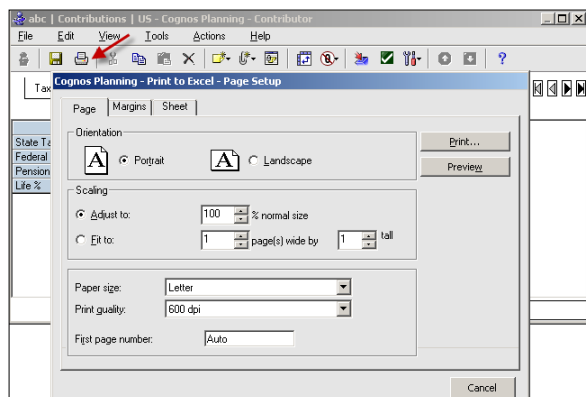 abc | Contributions | US - Cognos Planning - Contributor
File Edit View Tools Actions Help
Tax
Cognos Planning - Print to Excel - Page Setup
Page Margins Sheet
Orientation
A Portrait A Landscape
Print...
Preview
State Ta
Federal
Pension
Life %
Scaling
Adjust to: 100 % normal size
Fit to: 1 page(s) wide by 1 tall
Paper size: Letter
Print quality: 600 dpi
First page number: Auto
Cancel